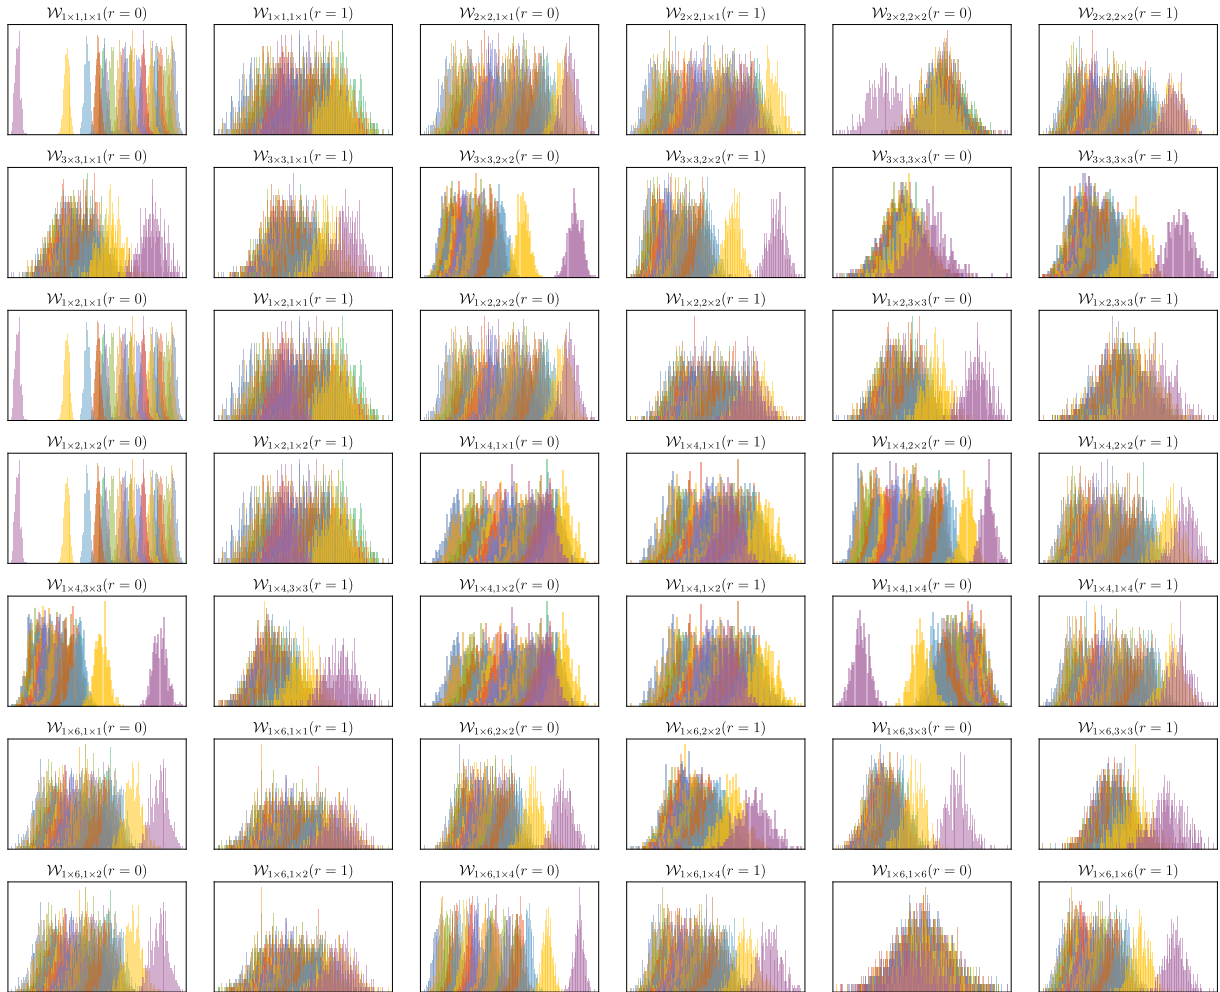 𝒲₁×₁,₁×₁(r = 0) 𝒲₁×₁,₁×₁(r = 1) 𝒲₂×₂,₁×₁(r = 0) 𝒲₂×₂,₁×₁(r = 1) 𝒲₂×₂,₂×₂(r = 0) 𝒲₂×₂,₂×₂(r = 1)
𝒲₃×₃,₁×₁(r = 0) 𝒲₃×₃,₁×₁(r = 1) 𝒲₃×₃,₂×₂(r = 0) 𝒲₃×₃,₂×₂(r = 1) 𝒲₃×₃,₃×₃(r = 0) 𝒲₃×₃,₃×₃(r = 1)
𝒲₁×₂,₁×₁(r = 0) 𝒲₁×₂,₁×₁(r = 1) 𝒲₁×₂,₂×₂(r = 0) 𝒲₁×₂,₂×₂(r = 1) 𝒲₁×₂,₃×₃(r = 0) 𝒲₁×₂,₃×₃(r = 1)
𝒲₁×₂,₁×₂(r = 0) 𝒲₁×₂,₁×₂(r = 1) 𝒲₁×₄,₁×₁(r = 0) 𝒲₁×₄,₁×₁(r = 1) 𝒲₁×₄,₂×₂(r = 0) 𝒲₁×₄,₂×₂(r = 1)
𝒲₁×₄,₃×₃(r = 0) 𝒲₁×₄,₃×₃(r = 1) 𝒲₁×₄,₁×₂(r = 0) 𝒲₁×₄,₁×₂(r = 1) 𝒲₁×₄,₁×₄(r = 0) 𝒲₁×₄,₁×₄(r = 1)
𝒲₁×₆,₁×₁(r = 0) 𝒲₁×₆,₁×₁(r = 1) 𝒲₁×₆,₂×₂(r = 0) 𝒲₁×₆,₂×₂(r = 1) 𝒲₁×₆,₃×₃(r = 0) 𝒲₁×₆,₃×₃(r = 1)
𝒲₁×₆,₁×₂(r = 0) 𝒲₁×₆,₁×₂(r = 1) 𝒲₁×₆,₁×₄(r = 0) 𝒲₁×₆,₁×₄(r = 1) 𝒲₁×₆,₁×₆(r = 0) 𝒲₁×₆,₁×₆(r = 1)